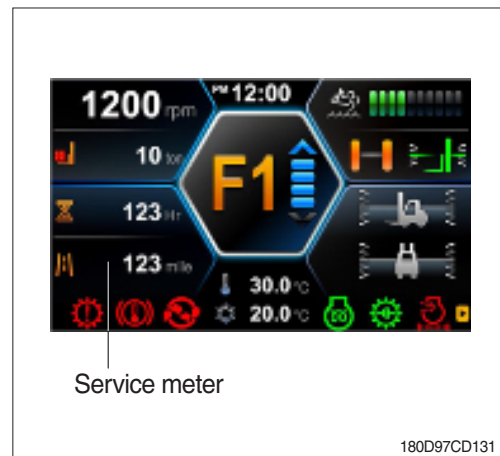 1200 rpm
PM 12:00
10 ton
F1
123 Hr
123 mile
30.0 °C
20.0 °C
Service meter
180D97CD131